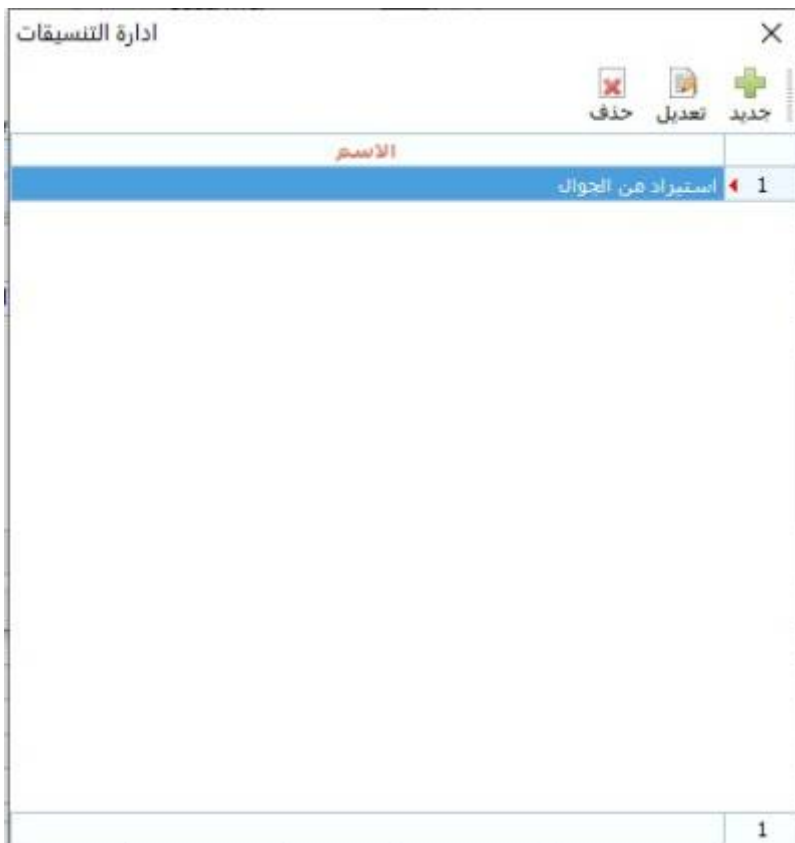 ادارة التنسيقات
جديد تعديل حذف
الاسم
1 استيراد من الجوال
1